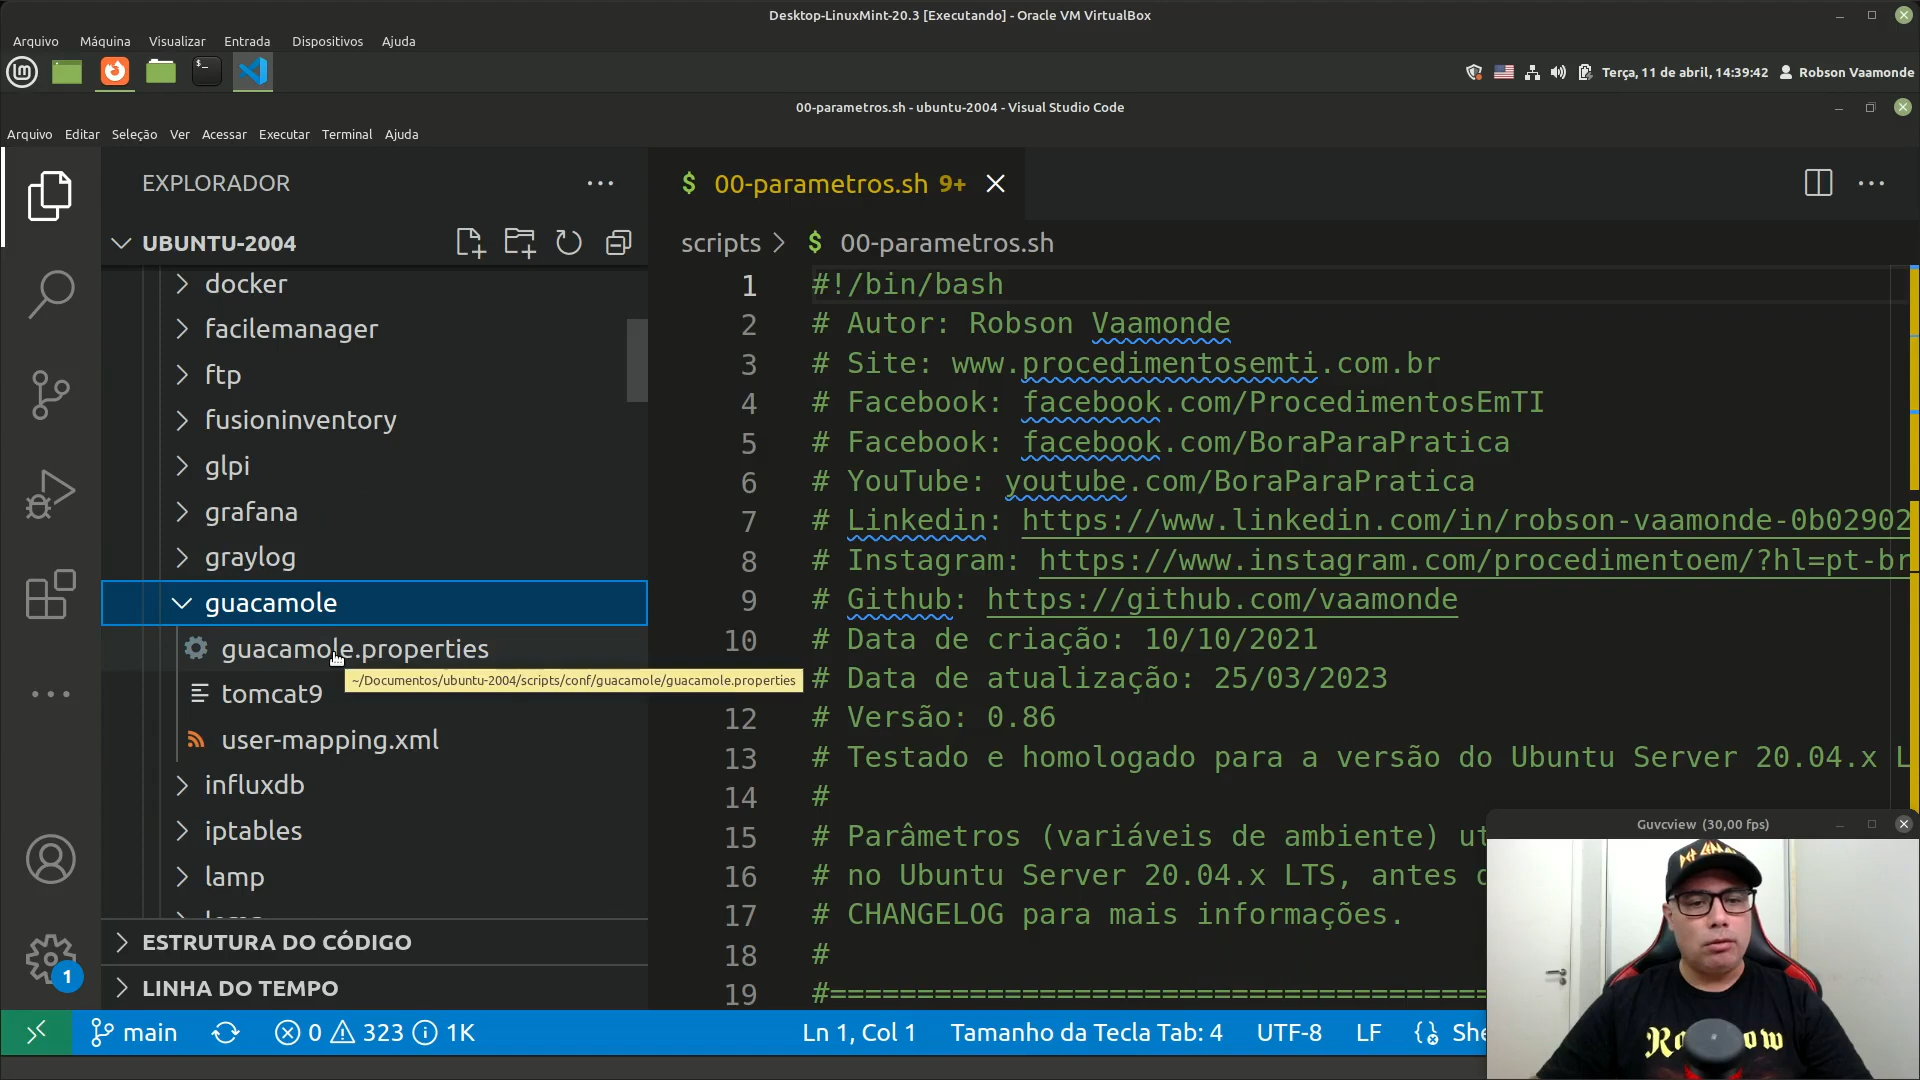 Desktop-LinuxMint-20.3 [Executando] - Oracle VM VirtualBox
Arquivo Máquina Visualizar Entrada Dispositivos Ajuda
Terça, 11 de abril, 14:39:42 Robson Vaamonde
00-parametros.sh - ubuntu-2004 - Visual Studio Code
Arquivo Editar Seleção Ver Acessar Executar Terminal Ajuda
EXPLORADOR
UBUNTU-2004
docker
facilemanager
ftp
fusioninventory
glpi
grafana
graylog
guacamole
guacamole.properties
~/Documentos/ubuntu-2004/scripts/conf/guacamole/guacamole.properties
tomcat9
user-mapping.xml
influxdb
iptables
lamp
ESTRUTURA DO CÓDIGO
LINHA DO TEMPO
$ 00-parametros.sh 9+
scripts > $ 00-parametros.sh
1 #!/bin/bash
2 # Autor: Robson Vaamonde
3 # Site: www.procedimentosemti.com.br
4 # Facebook: facebook.com/ProcedimentosEmTI
5 # Facebook: facebook.com/BoraParaPratica
6 # YouTube: youtube.com/BoraParaPratica
7 # Linkedin: https://www.linkedin.com/in/robson-vaamonde-0b02902
8 # Instagram: https://www.instagram.com/procedimentoem/?hl=pt-br
9 # Github: https://github.com/vaamonde
10 # Data de criação: 10/10/2021
# Data de atualização: 25/03/2023
12 # Versão: 0.86
13 # Testado e homologado para a versão do Ubuntu Server 20.04.x L
14 #
15 # Parâmetros (variáveis de ambiente) ut
16 # no Ubuntu Server 20.04.x LTS, antes
17 # CHANGELOG para mais informações.
18 #
19 #======================================
Guvcview (30,00 fps)
1
main 0 323 1K
Ln 1, Col 1 Tamanho da Tecla Tab: 4 UTF-8 LF She